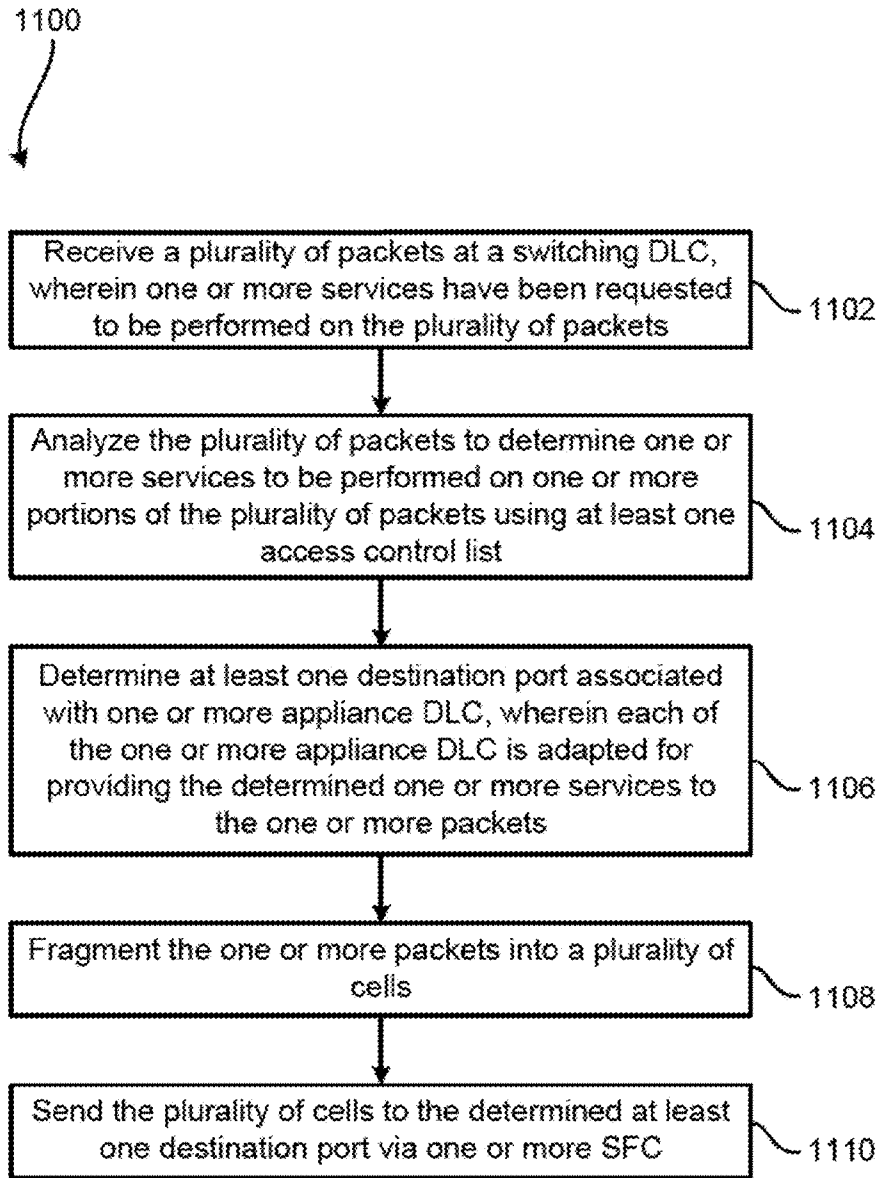 1100
Receive a plurality of packets at a switching DLC,
wherein one or more services have been requested
to be performed on the plurality of packets
1102
Analyze the plurality of packets to determine one or
more services to be performed on one or more
portions of the plurality of packets using at least one
access control list
1104
Determine at least one destination port associated
with one or more appliance DLC, wherein each of
the one or more appliance DLC is adapted for
providing the determined one or more services to
the one or more packets
1106
Fragment the one or more packets into a plurality of
cells
1108
Send the plurality of cells to the determined at least
one destination port via one or more SFC
1110